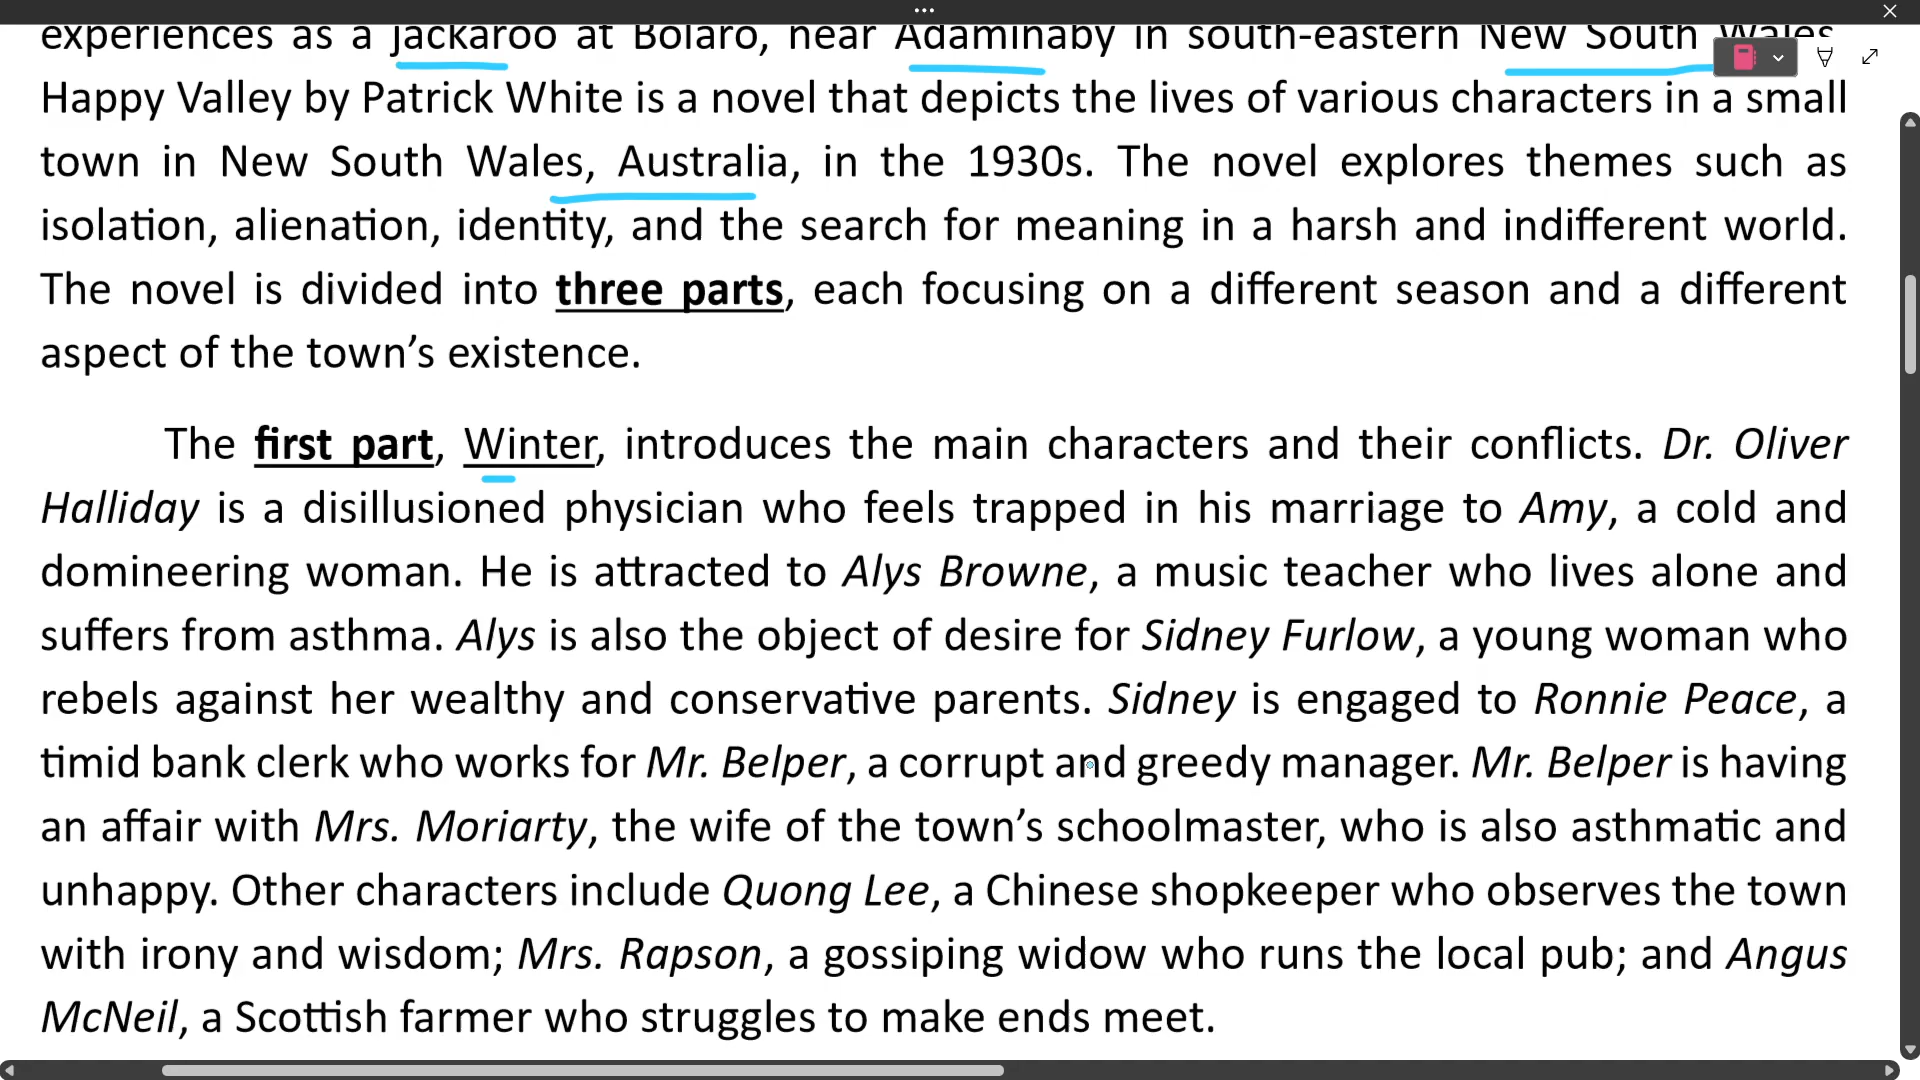 experiences as a jackaroo at Bolaro, near Adaminaby in south-eastern New South Wales.
Happy Valley by Patrick White is a novel that depicts the lives of various characters in a small
town in New South Wales, Australia, in the 1930s. The novel explores themes such as
isolation, alienation, identity, and the search for meaning in a harsh and indifferent world.
The novel is divided into three parts, each focusing on a different season and a different
aspect of the town’s existence.
The first part, Winter, introduces the main characters and their conflicts. Dr. Oliver
Halliday is a disillusioned physician who feels trapped in his marriage to Amy, a cold and
domineering woman. He is attracted to Alys Browne, a music teacher who lives alone and
suffers from asthma. Alys is also the object of desire for Sidney Furlow, a young woman who
rebels against her wealthy and conservative parents. Sidney is engaged to Ronnie Peace, a
timid bank clerk who works for Mr. Belper, a corrupt and greedy manager. Mr. Belper is having
an affair with Mrs. Moriarty, the wife of the town’s schoolmaster, who is also asthmatic and
unhappy. Other characters include Quong Lee, a Chinese shopkeeper who observes the town
with irony and wisdom; Mrs. Rapson, a gossiping widow who runs the local pub; and Angus
McNeil, a Scottish farmer who struggles to make ends meet.